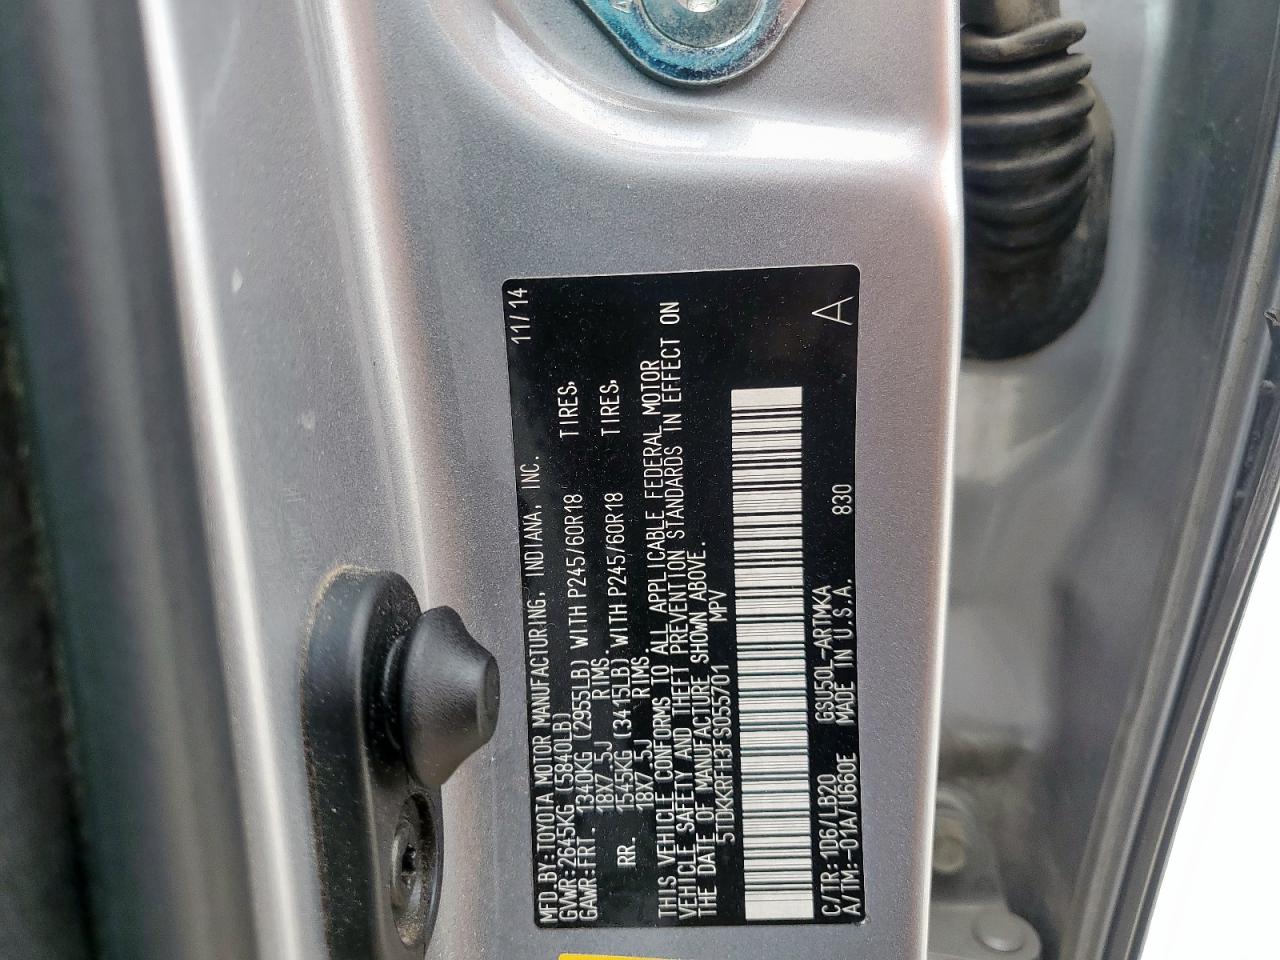 MFD.BY:TOYOTA MOTOR MANUFACTURING, INDIANA, INC. 11/14
GVWR:2645KG (5840LB)
GAWR:FRT. 1340KG (2955LB) WITH P245/60R18 TIRES,
18X7.5J RIMS
RR. 1545KG (3415LB) WITH P245/60R18 TIRES,
18X7.5J RIMS.
THIS VEHICLE CONFORMS TO ALL APPLICABLE FEDERAL MOTOR
VEHICLE SAFETY AND THEFT PREVENTION STANDARDS IN EFFECT ON
THE DATE OF MANUFACTURE SHOWN ABOVE.
5TDKKRFH3FS055701 MPV
C/TR:1D6/LB20 GSU50L-ARTMKA 830 A
A/TM:-01A/U660E MADE IN U.S.A.